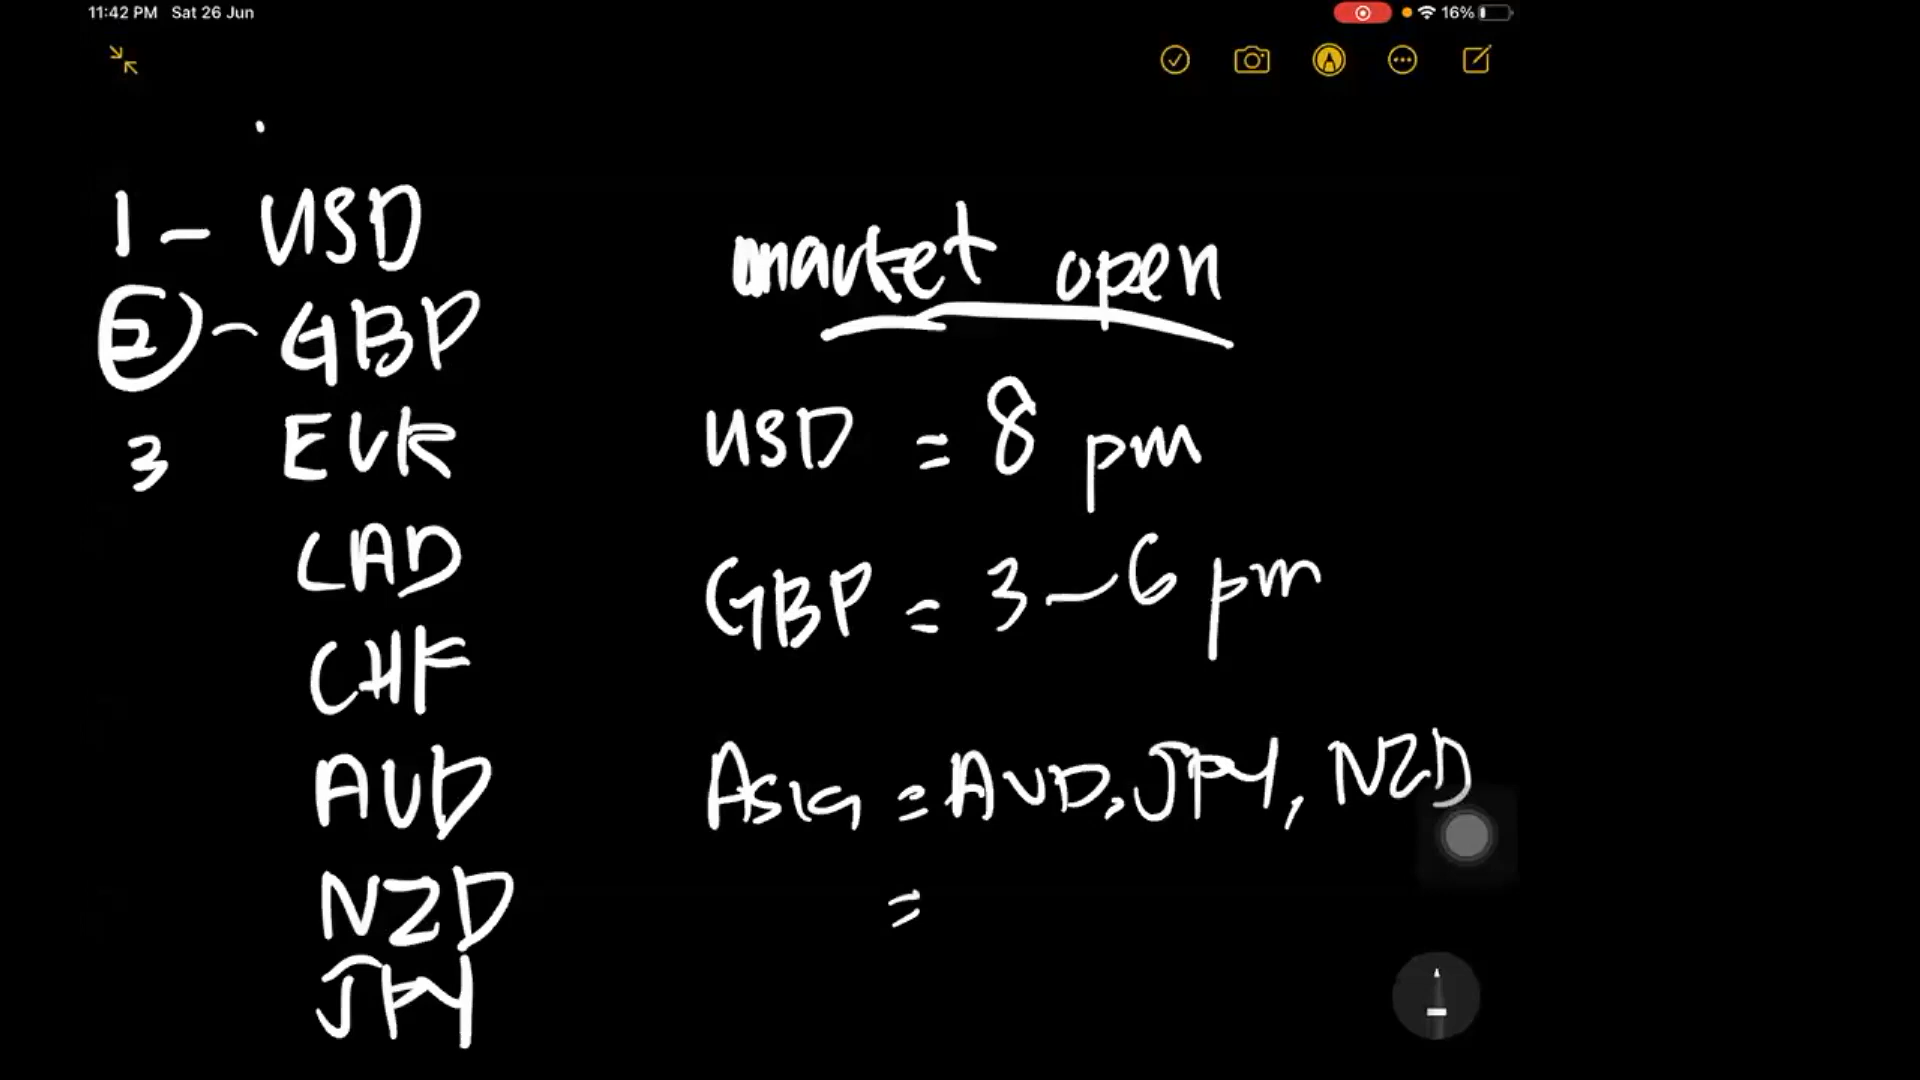 11:42 PM Sat 26 Jun
16%
1 - USD
2 - GBP
3 EUR
CAD
CHF
AUD
NZD
JPY
market open
USD = 8 pm
GBP = 3 - 6 pm
Asia = AUD, JPY, NZD
=